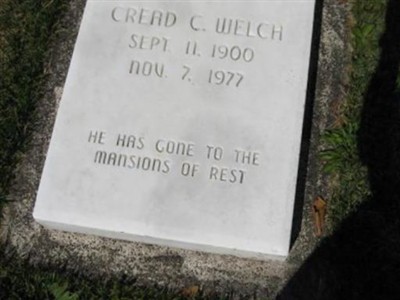 CREAD C. WELCH
SEPT. 11, 1900
NOV. 7, 1977
HE HAS GONE TO THE
MANSIONS OF REST